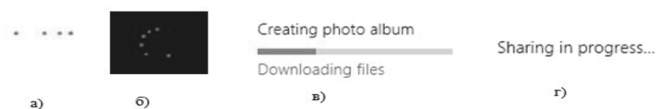 Creating photo album
Downloading files
Sharing in progress...
а)
б)
в)
г)